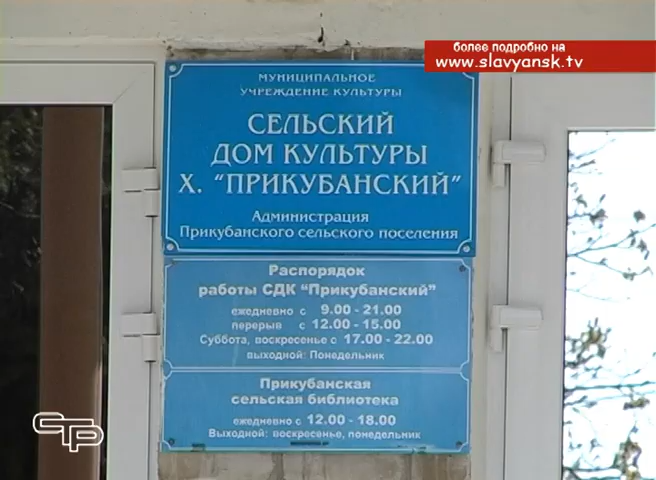 более подробно на
www.slavyansk.tv
МУНИЦИПАЛЬНОЕ
УЧРЕЖДЕНИЕ КУЛЬТУРЫ
СЕЛЬСКИЙ
ДОМ КУЛЬТУРЫ
Х. "ПРИКУБАНСКИЙ"
Администрация
Прикубанского сельского поселения
Распорядок
работы СДК "Прикубанский"
ежедневно с 9.00 - 21.00
перерыв с 12.00 - 15.00
Суббота, воскресенье с 17.00 - 22.00
выходной: Понедельник
Прикубанская
сельская библиотека
ежедневно с 12.00 - 18.00
Выходной: воскресенье, понедельник
СТР